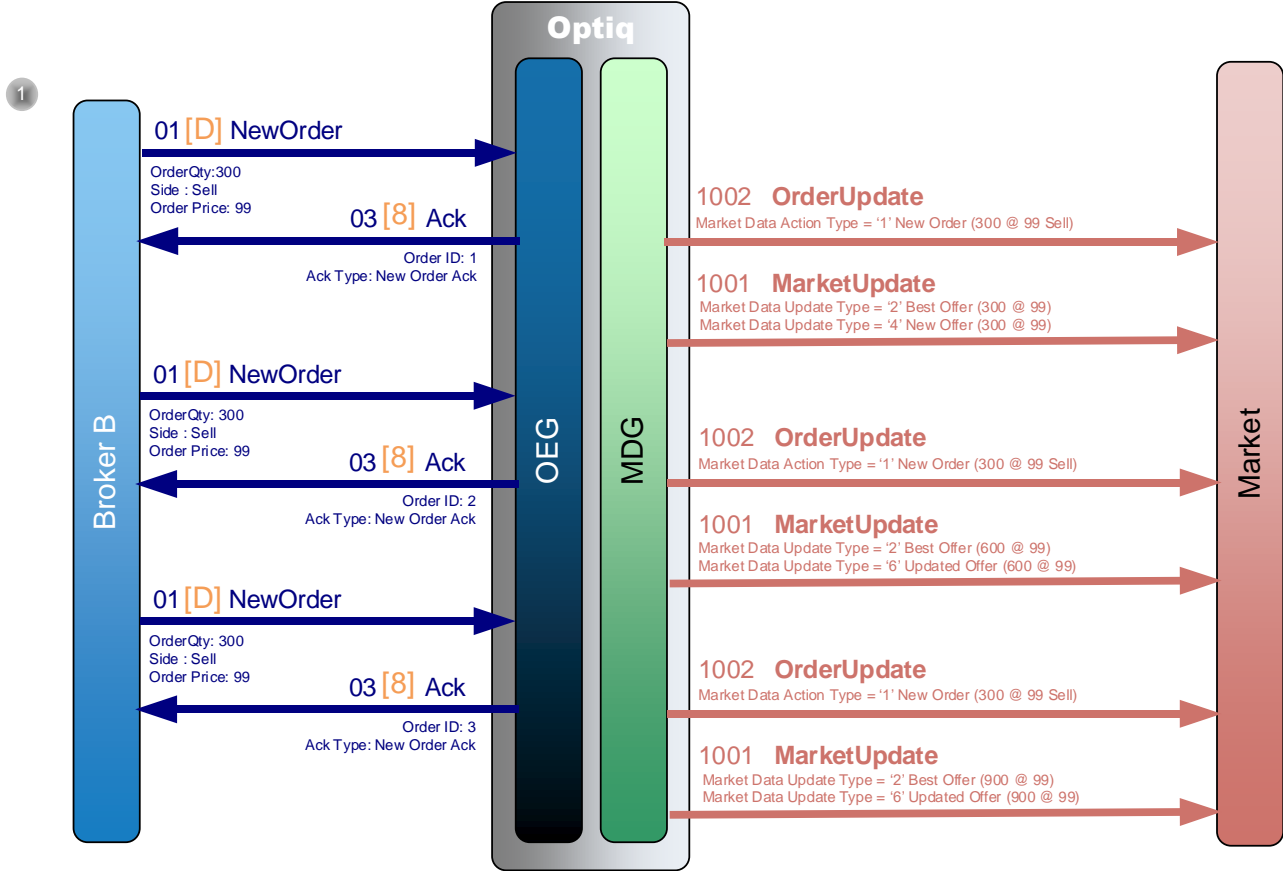 Optiq
1
01 [D] NewOrder
OrderQty:300
Side : Sell
Order Price: 99
03 [8] Ack
Order ID: 1
Ack Type: New Order Ack
1002 OrderUpdate
Market Data Action Type = ‘1’ New Order (300 @ 99 Sell)
1001 MarketUpdate
Market Data Update Type = ‘2’ Best Offer (300 @ 99)
Market Data Update Type = ‘4’ New Offer (300 @ 99)
01 [D] NewOrder
OrderQty: 300
Side : Sell
Order Price: 99
03 [8] Ack
Order ID: 2
Ack Type: New Order Ack
1002 OrderUpdate
Market Data Action Type = ‘1’ New Order (300 @ 99 Sell)
1001 MarketUpdate
Market Data Update Type = ‘2’ Best Offer (600 @ 99)
Market Data Update Type = ‘6’ Updated Offer (600 @ 99)
01 [D] NewOrder
OrderQty: 300
Side : Sell
Order Price: 99
03 [8] Ack
Order ID: 3
Ack Type: New Order Ack
1002 OrderUpdate
Market Data Action Type = ‘1’ New Order (300 @ 99 Sell)
1001 MarketUpdate
Market Data Update Type = ‘2’ Best Offer (900 @ 99)
Market Data Update Type = ‘6’ Updated Offer (900 @ 99)
Broker B
OEG
MDG
Market